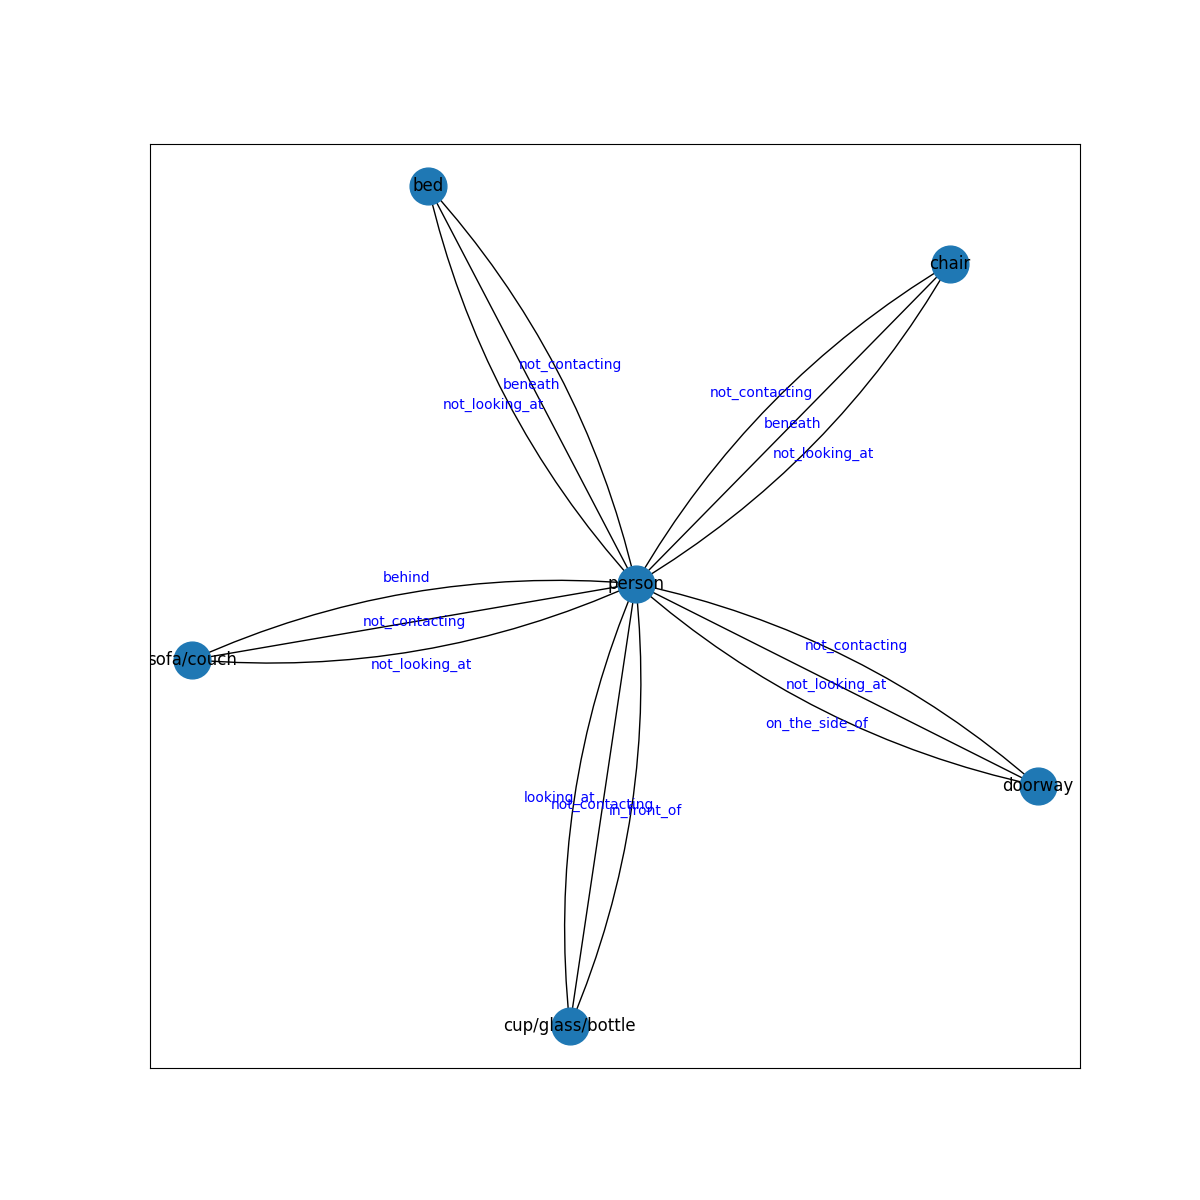 bed
chair
not_contacting
beneath
not_looking_at
not_contacting
beneath
not_looking_at
person
behind
not_contacting
not_looking_at
sofa/couch
not_contacting
not_looking_at
on_the_side_of
doorway
looking_at
not_contacting
in_front_of
cup/glass/bottle